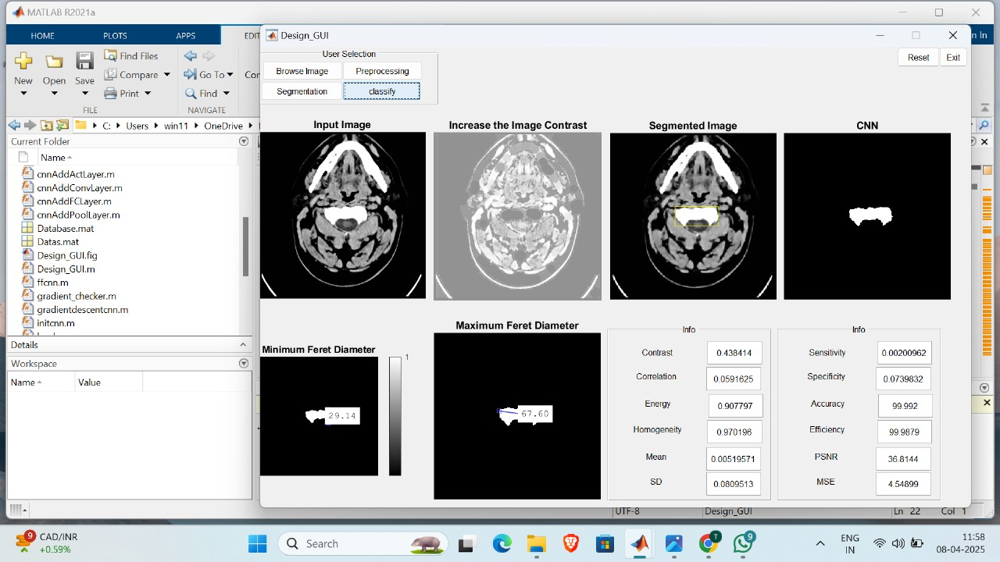 MATLAB R2021a
HOME
PLOTS
APPS
EDIT
n In
New
Open
Save
Find Files
Compare
Print
Go To
Find
FILE
NAVIGATE
C:
Users
win11
OneDrive
Current Folder
Name
cnnAddActLayer.m
cnnAddConvLayer.m
cnnAddFCLayer.m
cnnAddPoolLayer.m
Database.mat
Datas.mat
Design_GUI.fig
Design_GUI.m
ffcnn.m
gradient_checker.m
gradientdescentcnn.m
initcnn.m
Details
Workspace
Name
Value
Design_GUI
User Selection
Browse Image
Preprocessing
Segmentation
classify
Reset
Exit
Input Image
Increase the Image Contrast
Segmented Image
CNN
Minimum Feret Diameter
29.14
1
Maximum Feret Diameter
67.60
Info
Contrast 0.438414
Correlation 0.0591625
Energy 0.907797
Homogeneity 0.970196
Mean 0.00519571
SD 0.0809513
Info
Sensitivity 0.00200962
Specificity 0.0739832
Accuracy 99.992
Efficiency 99.9879
PSNR 36.8144
MSE 4.54899
UTF-8
Design_GUI
Ln 22
Col 1
9
CAD/INR
+0.59%
Search
T
9
ENG
IN
11:58
08-04-2025